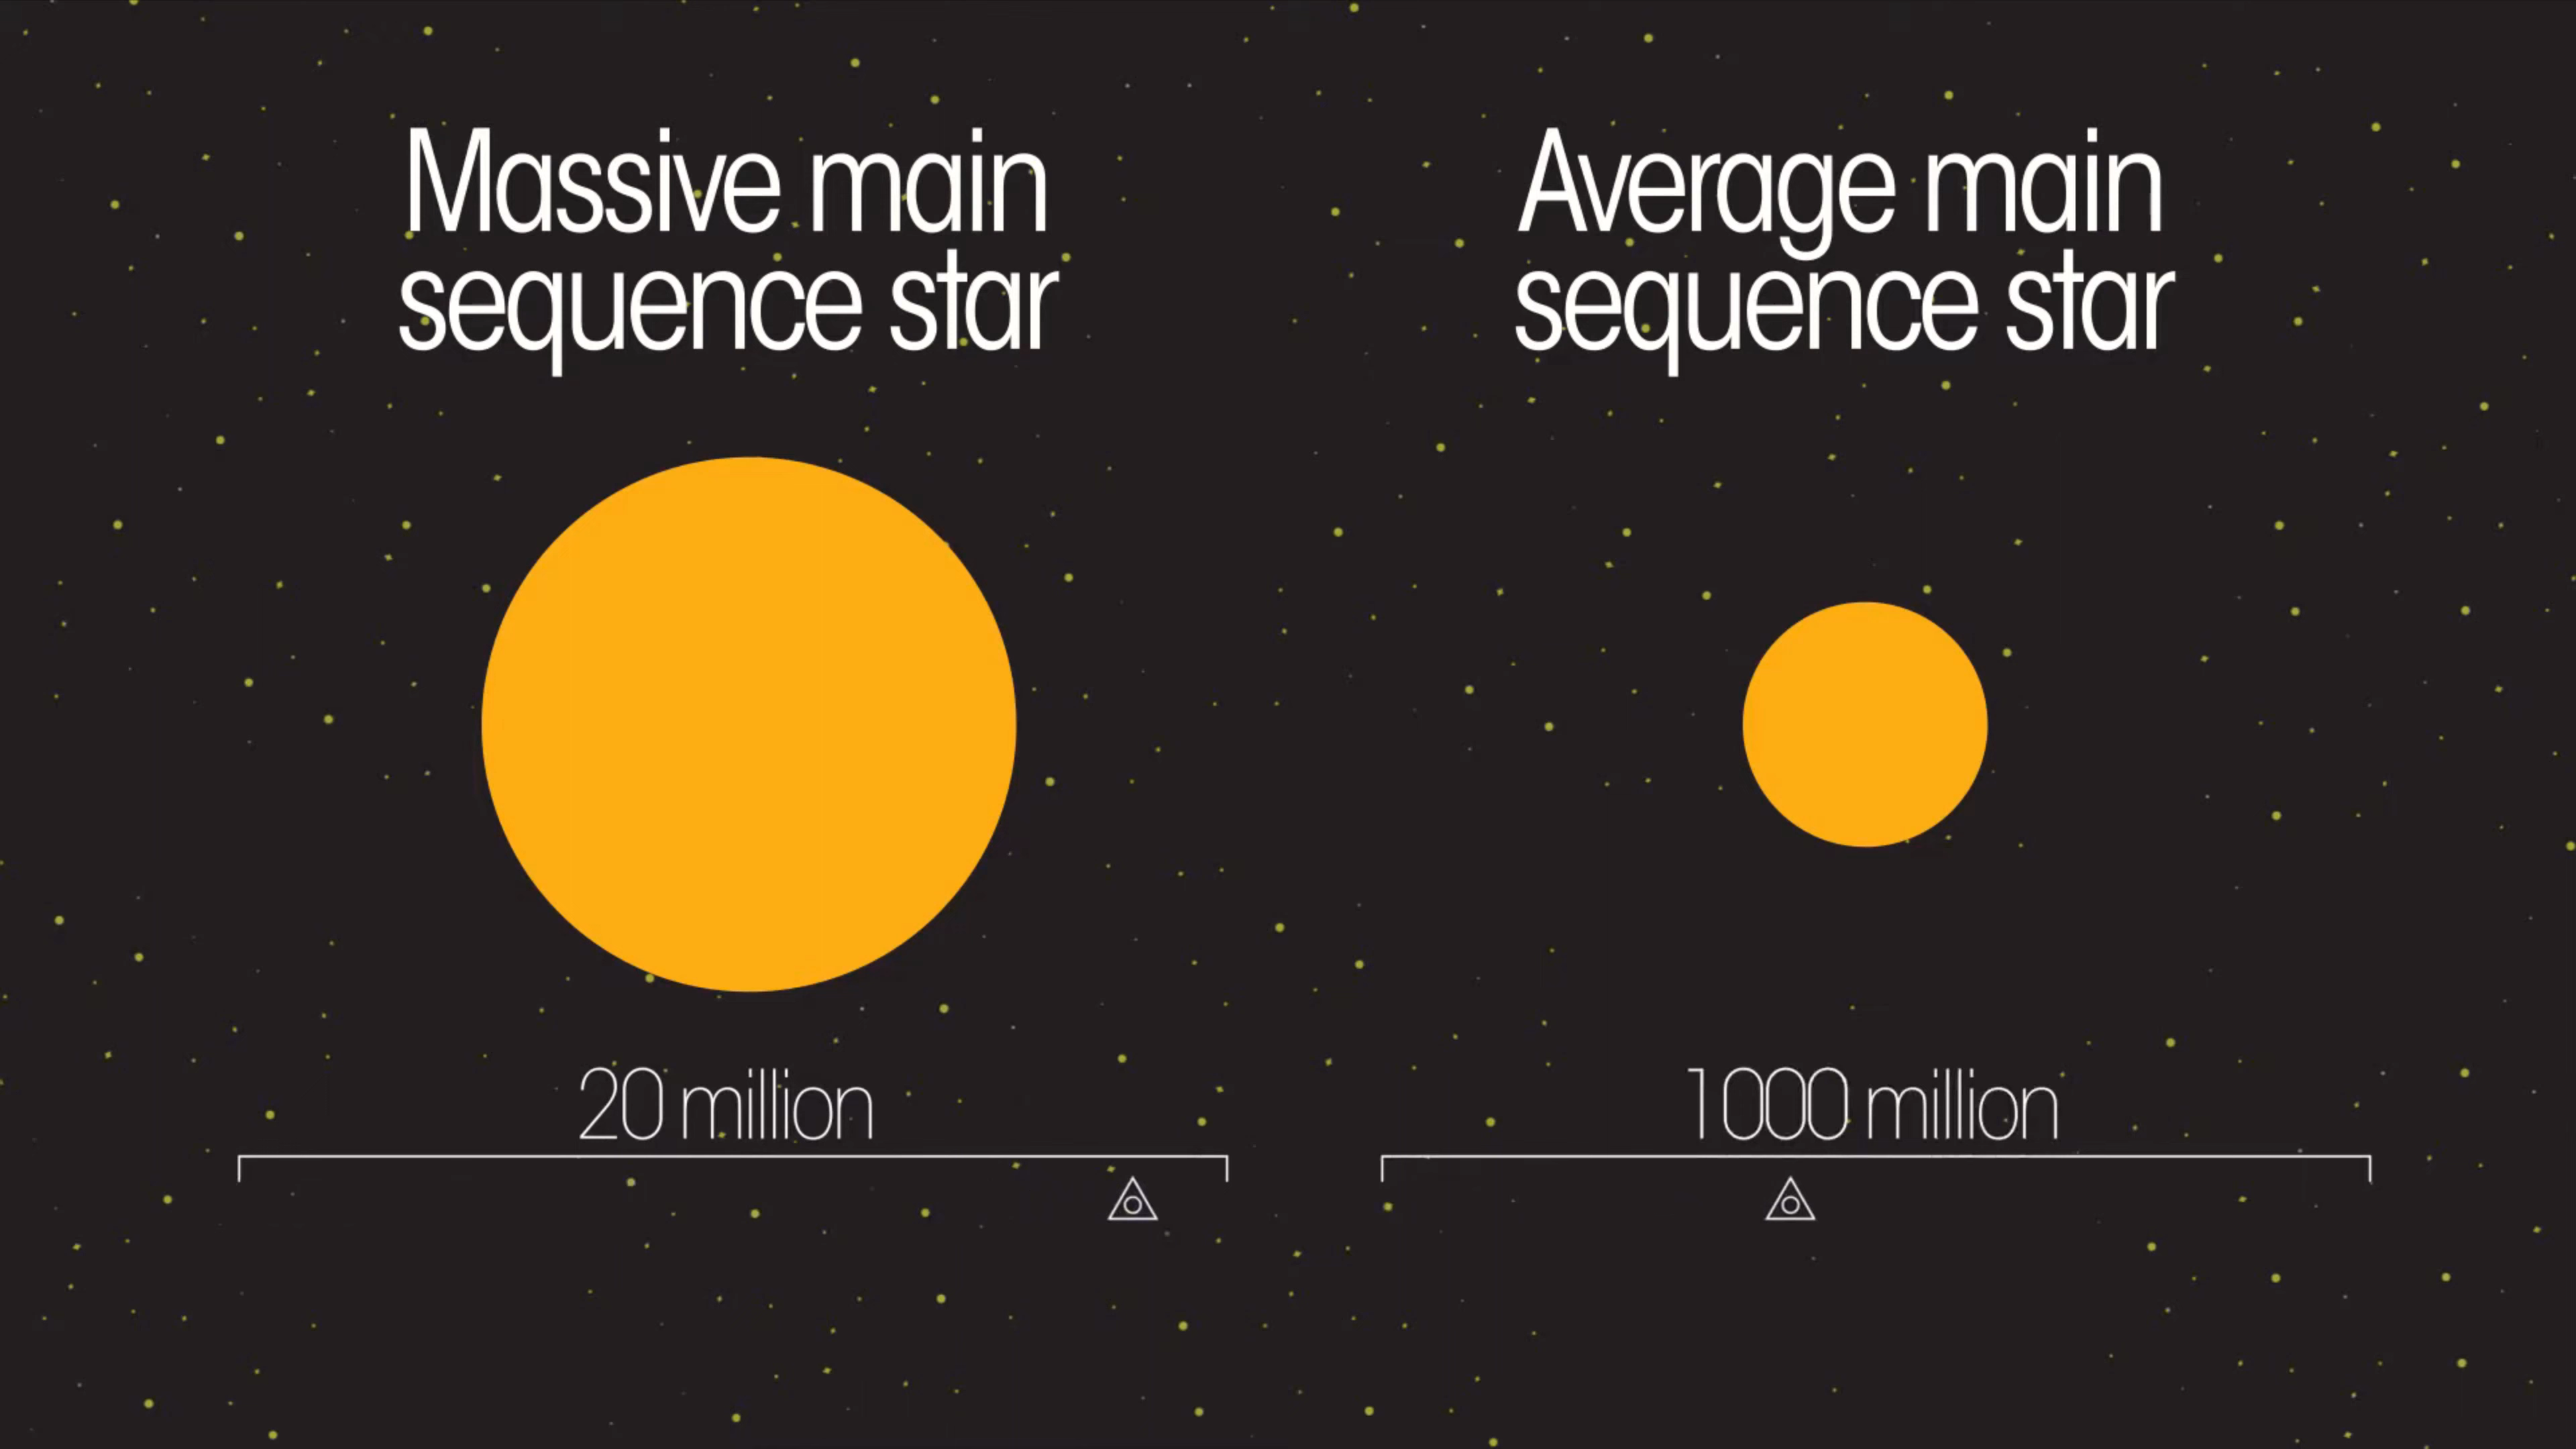 Massive main
sequence star
20 million
Average main
sequence star
1000 million